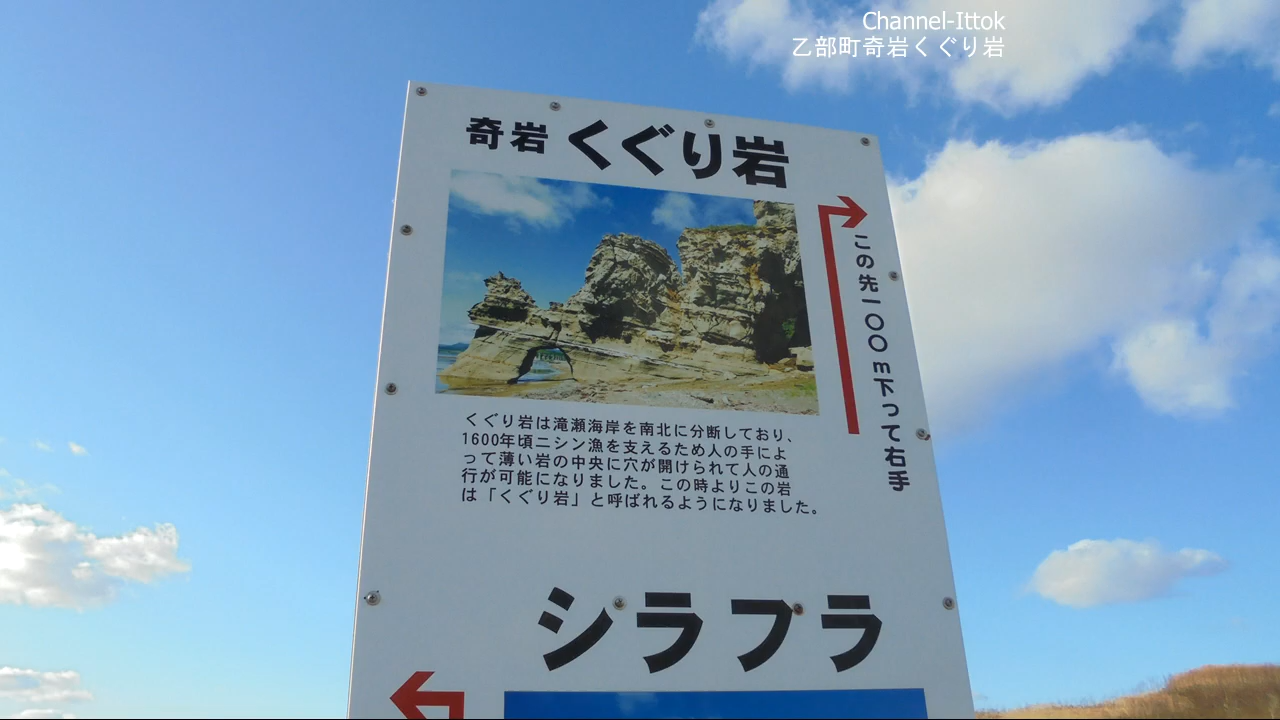 Channel-Ittok
乙部町奇岩くぐり岩
奇岩 くぐり岩
この先一〇〇m下って右手
くぐり岩は滝瀬海岸を南北に分断しており、
1600年頃ニシン漁を支えるため人の手によ
って薄い岩の中央に穴が開けられて人の通
行が可能になりました。この時よりこの岩
は「くぐり岩」と呼ばれるようになりました。
シラフラ